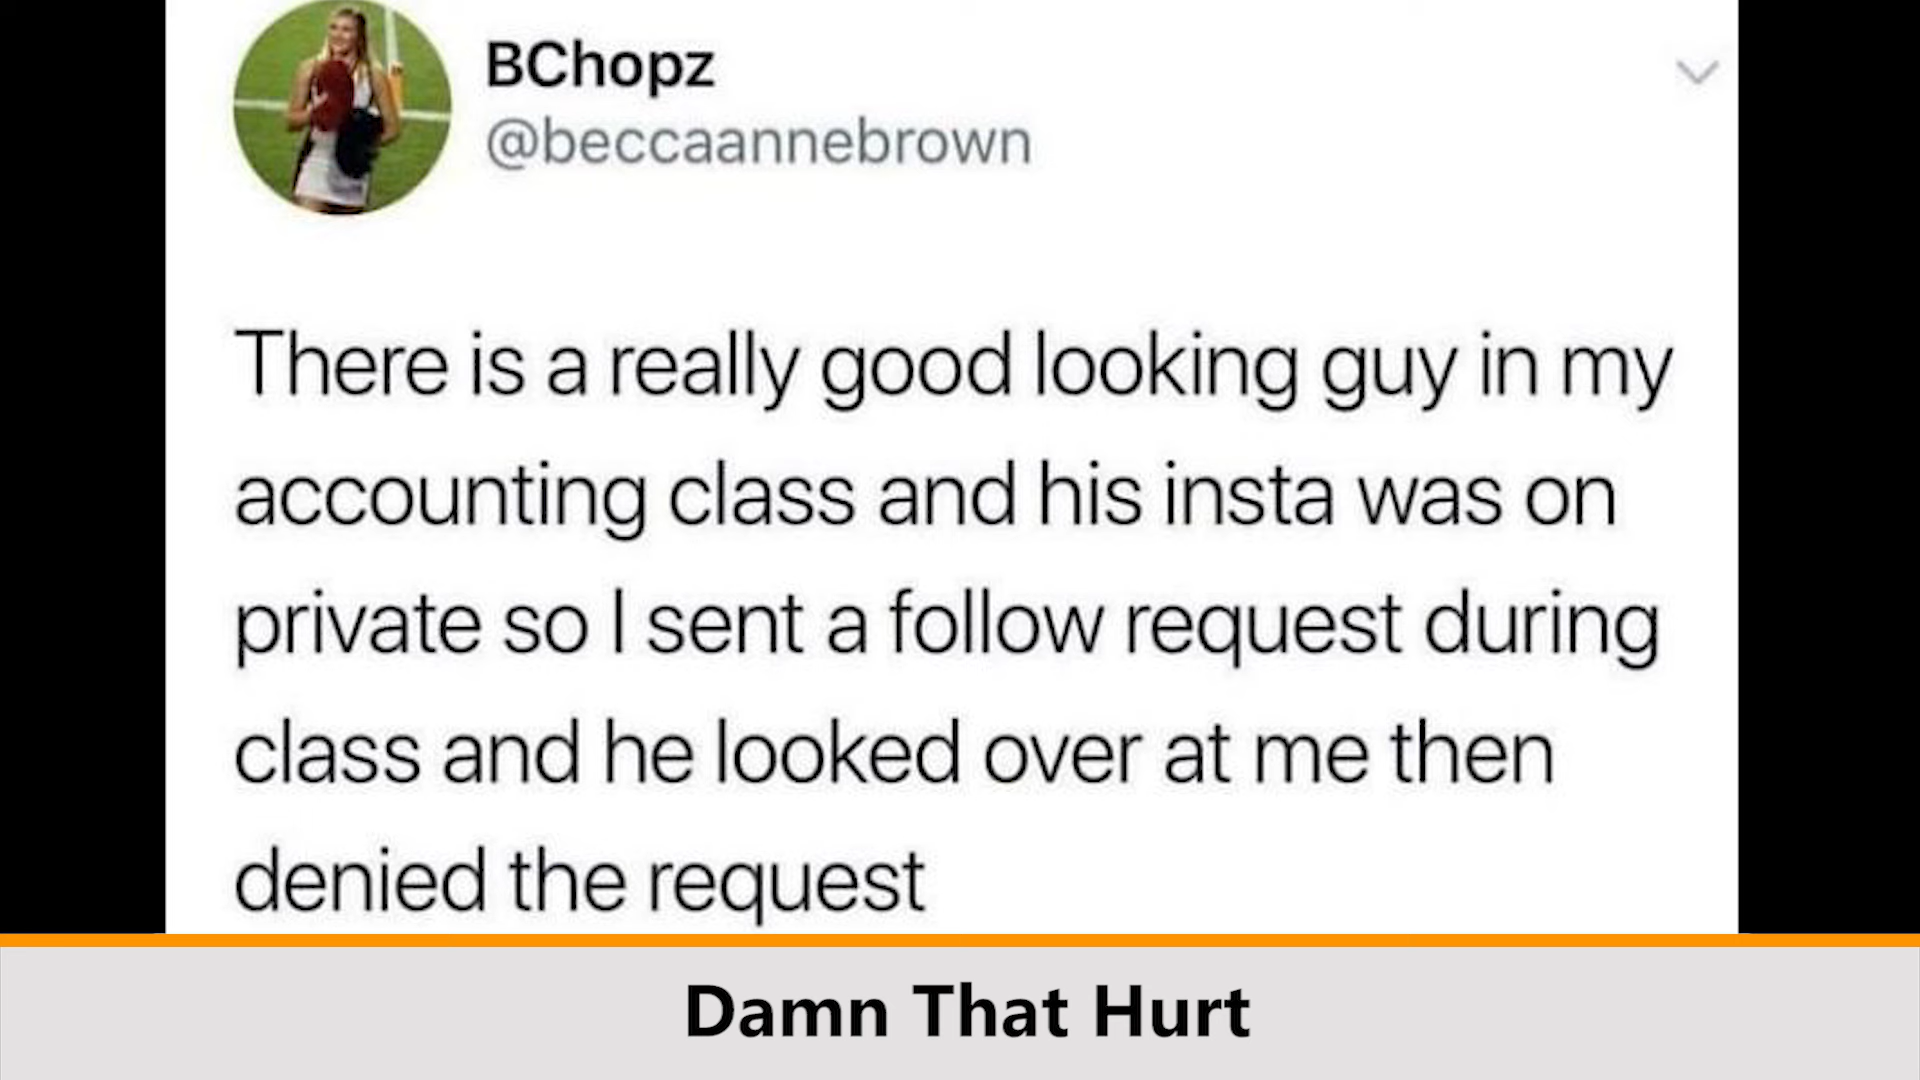 BChopz
@beccaannebrown
There is a really good looking guy in my
accounting class and his insta was on
private so I sent a follow request during
class and he looked over at me then
denied the request
Damn That Hurt